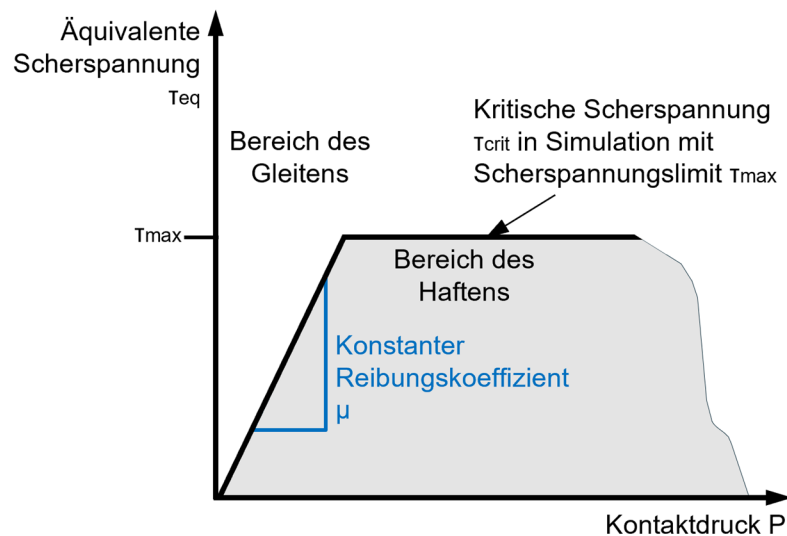 Äquivalente
Scherspannung
τeq
Bereich des
Gleitens
Kritische Scherspannung
τcrit in Simulation mit
Scherspannungslimit τmax
τmax
Bereich des
Haftens
Konstanter
Reibungskoeffizient
µ
Kontaktdruck P